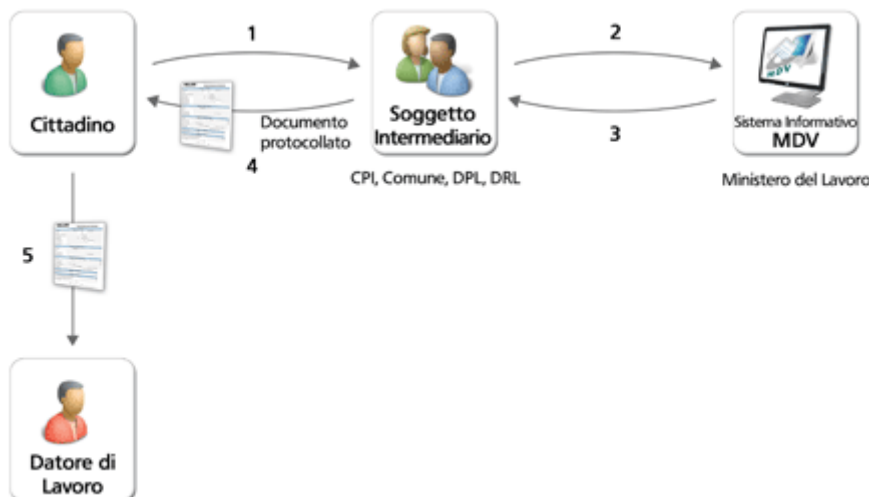 1
2
Cittadino
Documento
protocollato
4
Soggetto
Intermediario
CPI, Comune, DPL, DRL
3
MDV
Sistema Informativo
MDV
Ministero del Lavoro
5
Datore di
Lavoro